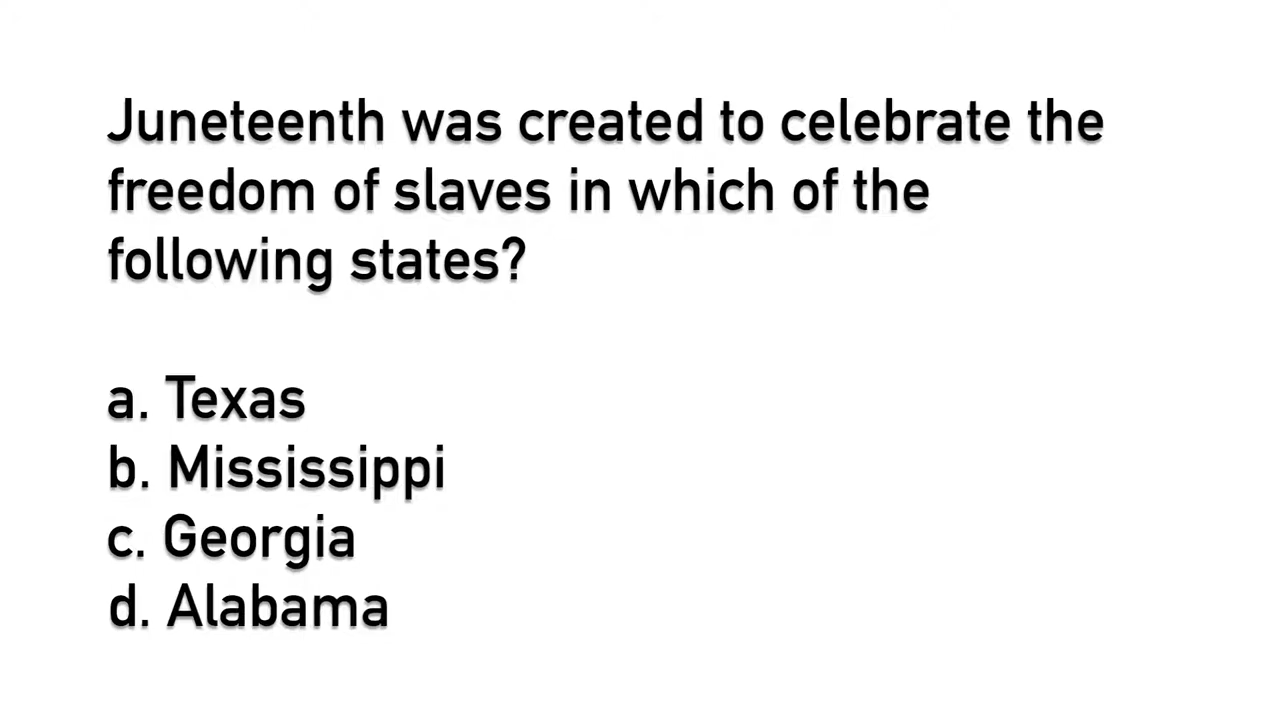 Juneteenth was created to celebrate the
freedom of slaves in which of the
following states?
a. Texas
b. Mississippi
c. Georgia
d. Alabama